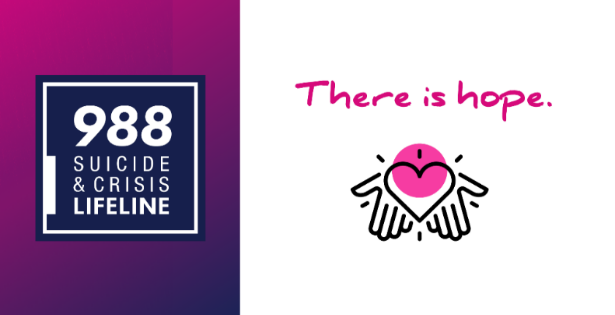 988
SUICIDE
& CRISIS
LIFELINE
There is hope.